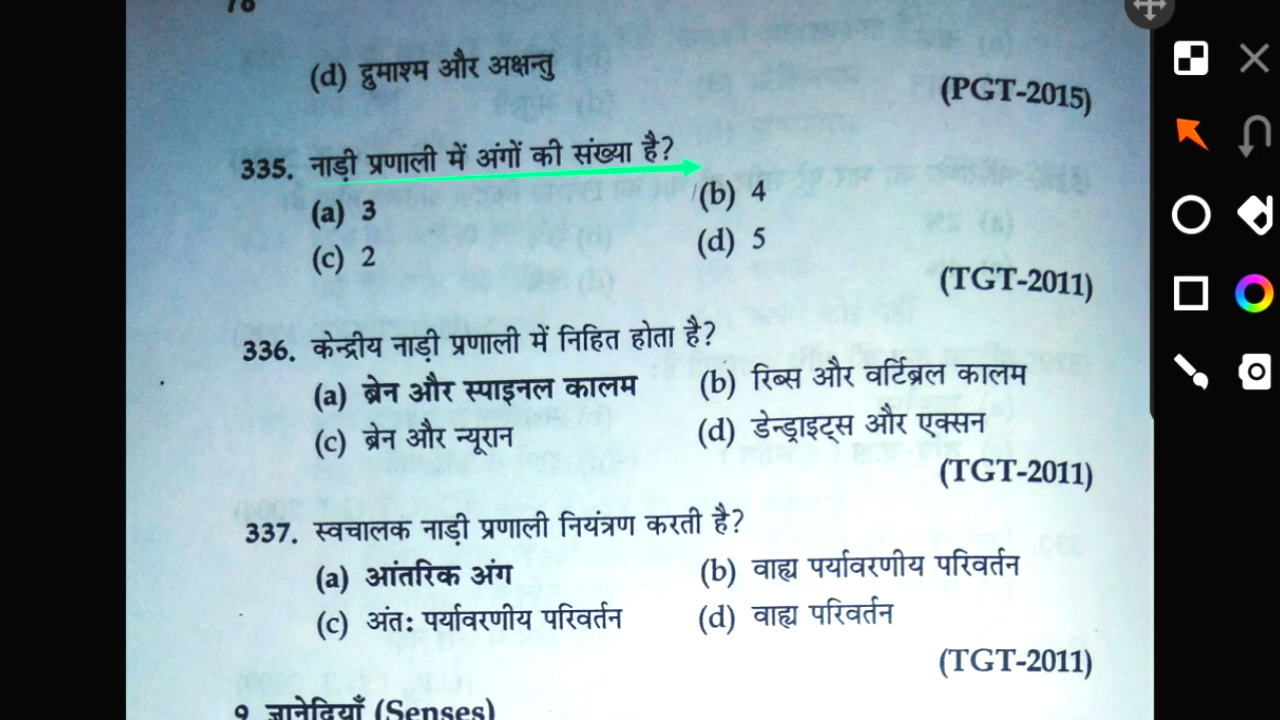 (d) द्रुमाश्म और अक्षन्तु
(PGT-2015)
335. नाड़ी प्रणाली में अंगों की संख्या है?
(a) 3 (b) 4
(c) 2 (d) 5
(TGT-2011)
336. केन्द्रीय नाड़ी प्रणाली में निहित होता है?
(a) ब्रेन और स्पाइनल कालम (b) रिब्स और वर्टिब्रल कालम
(c) ब्रेन और न्यूरान (d) डेन्ड्राइट्स और एक्सन
(TGT-2011)
337. स्वचालक नाड़ी प्रणाली नियंत्रण करती है?
(a) आंतरिक अंग (b) वाह्य पर्यावरणीय परिवर्तन
(c) अंतः पर्यावरणीय परिवर्तन (d) वाह्य परिवर्तन
(TGT-2011)
9. ज्ञानेंद्रियाँ (Senses)